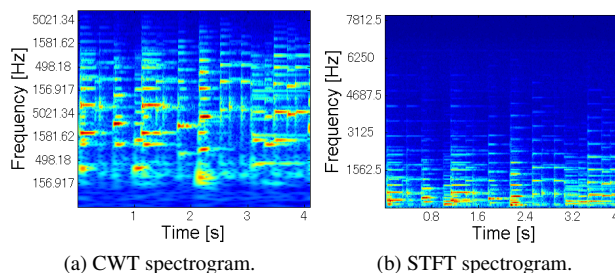 5021.34
1581.62
498.18
156.917
5021.34
1581.62
498.18
156.917
Frequency [Hz]
1 2 3 4
Time [s]
(a) CWT spectrogram.
7812.5
6250
4687.5
3125
1562.5
Frequency [Hz]
0.8 1.6 2.4 3.2 4
Time [s]
(b) STFT spectrogram.